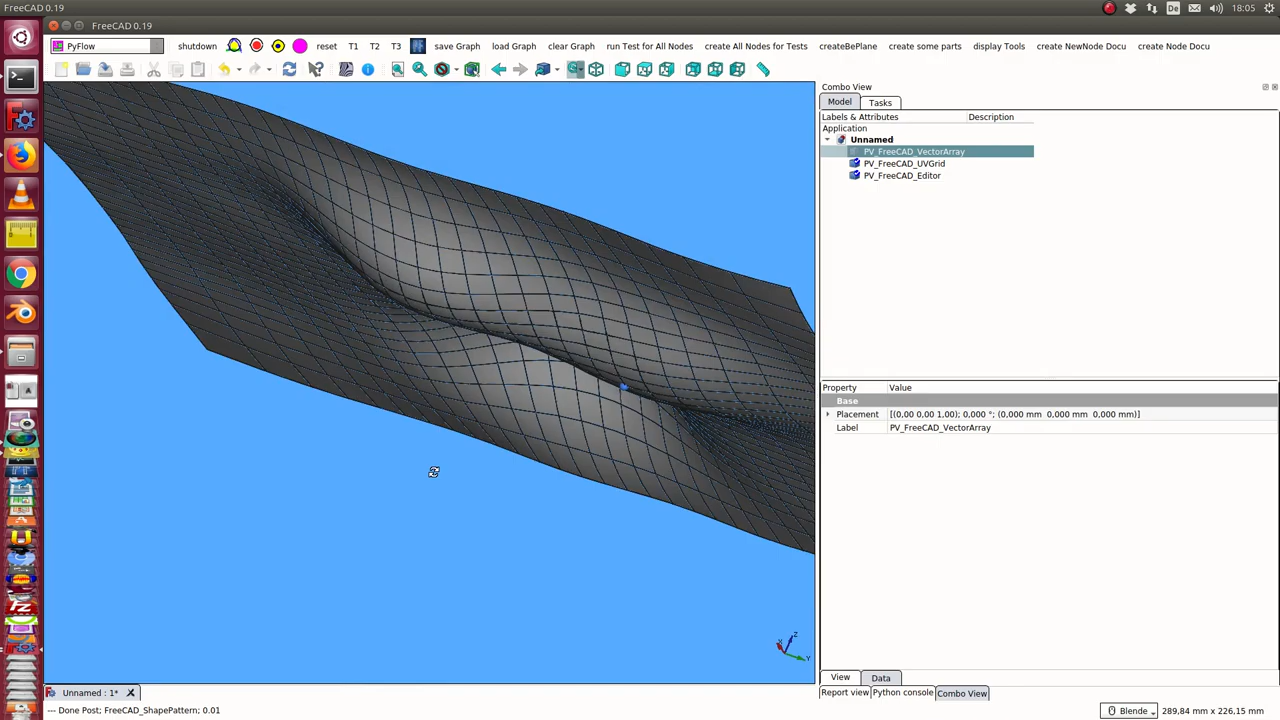 FreeCAD 0.19
De
18:05
FreeCAD 0.19
PyFlow
shutdown
reset
T1
T2
T3
save Graph
load Graph
clear Graph
run Test for All Nodes
create All Nodes for Tests
createBePlane
create some parts
display Tools
create NewNode Docu
create Node Docu
Combo View
Model
Tasks
Labels & Attributes
Description
Application
Unnamed
PV_FreeCAD_VectorArray
PV_FreeCAD_UVGrid
PV_FreeCAD_Editor
Property
Value
Base
Placement
[(0,00 0,00 1,00); 0,000 °; (0,000 mm 0,000 mm 0,000 mm)]
Label
PV_FreeCAD_VectorArray
Z
Y
View
Data
Unnamed : 1*
Report view
Python console
Combo View
--- Done Post; FreeCAD_ShapePattern; 0.01
Blende
289,84 mm x 226,15 mm